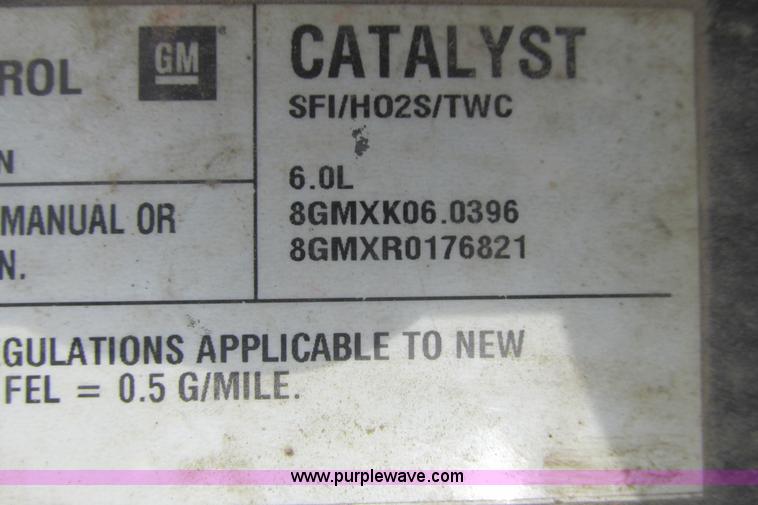 ROL
GM
CATALYST
SFI/HO2S/TWC
N
6.0L
8GMXK06.0396
8GMXR0176821
MANUAL OR
N.
EGULATIONS APPLICABLE TO NEW
FEL = 0.5 G/MILE.
www.purplewave.com